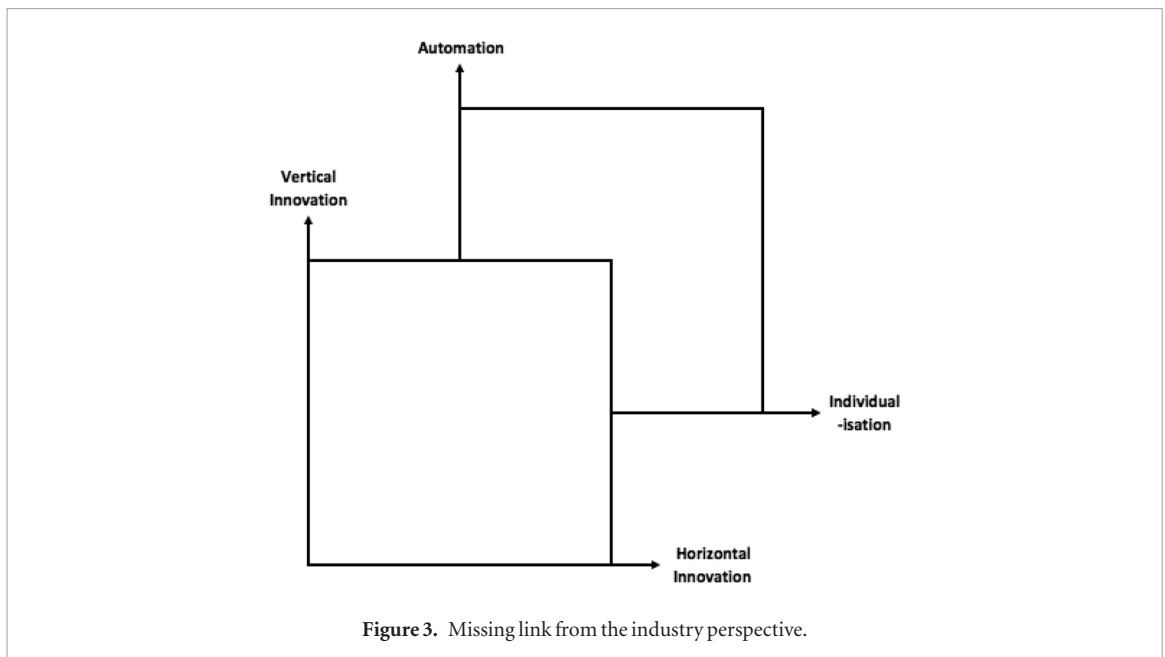 Automation
Vertical
Innovation
Individual
-isation
Horizontal
Innovation
Figure 3. Missing link from the industry perspective.